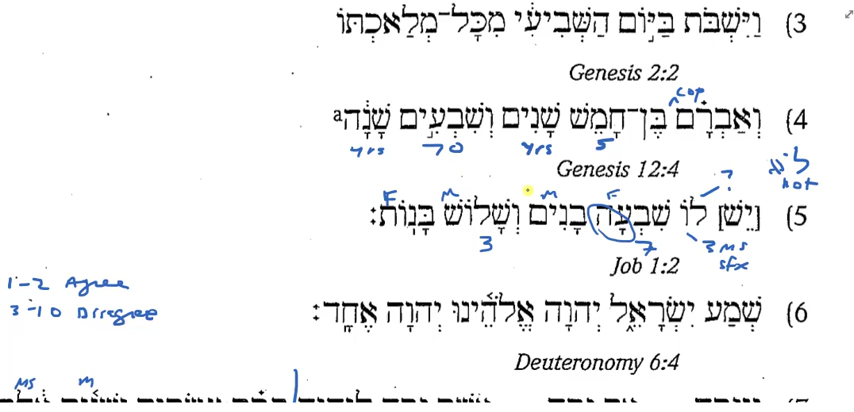 3) וַיִּשְׁבֹּת בַּיּוֹם הַשְּׁבִיעִי מִכָּל־מְלַאכְתּוֹ
Genesis 2:2
cop
4) וְאַבְרָם בֶּן־חָמֵשׁ שָׁנִים וְשִׁבְעִים שָׁנָה a
yrs 70 yrs 5
Genesis 12:4
לא
not
F M M F ?
5) [יֵשׁ] לוֹ שִׁבְעָה בָנִים וְשָׁלוֹשׁ בָּנוֹת׃
3 7 3MS
sfx
Job 1:2
1-2 Agree
3-10 Disagree
6) שְׁמַע יִשְׂרָאֵל יְהוָה אֱלֹהֵינוּ יְהוָה אֶחָד׃
Deuteronomy 6:4
MS M